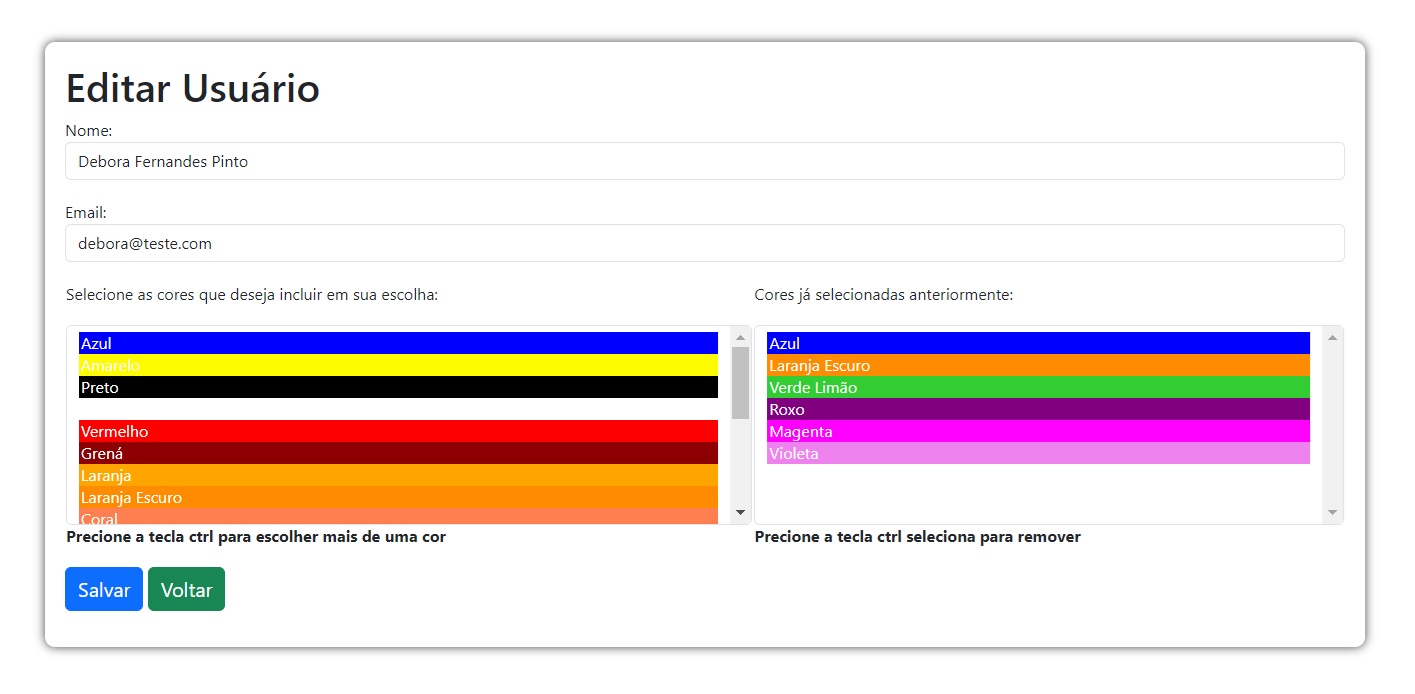 Editar Usuário
Nome:
Debora Fernandes Pinto
Email:
debora@teste.com
Selecione as cores que deseja incluir em sua escolha:
Azul
Amarelo
Preto
Vermelho
Grená
Laranja
Laranja Escuro
Coral
Precione a tecla ctrl para escolher mais de uma cor
Cores já selecionadas anteriormente:
Azul
Laranja Escuro
Verde Limão
Roxo
Magenta
Violeta
Precione a tecla ctrl seleciona para remover
Salvar
Voltar